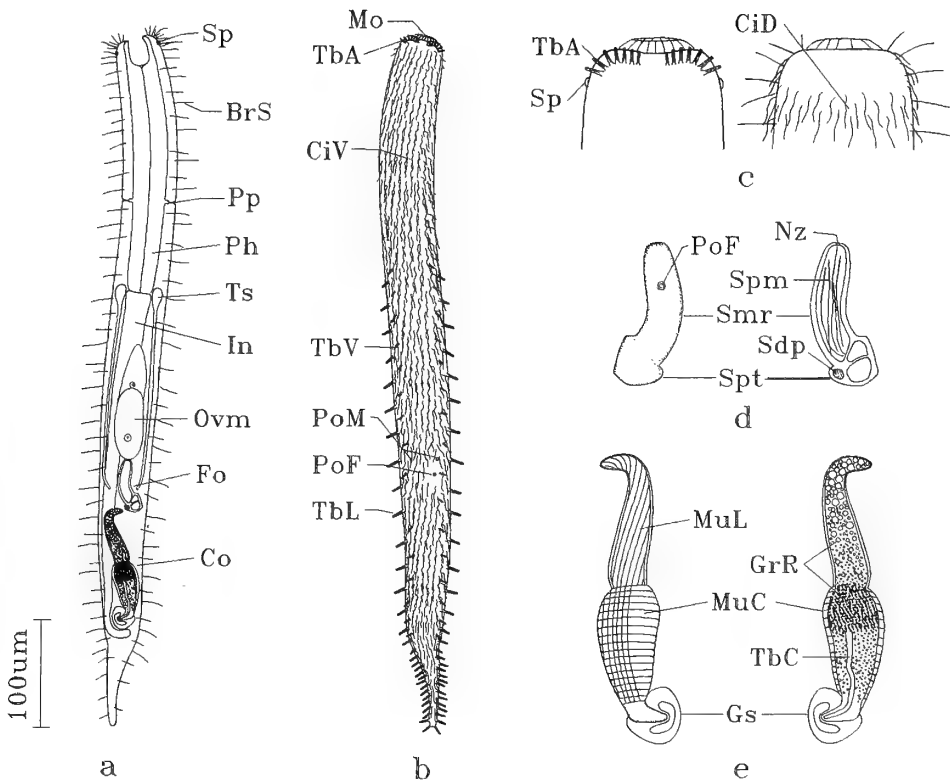 Sp
BrS
Pp
Ph
Ts
In
Ovm
Fo
Co
100um
a
Mo
TbA
CiV
TbV
PoM
PoF
TbL
b
TbA
Sp
CiD
c
PoF
Nz
Spm
Smr
Sdp
Spt
d
MuL
GrR
MuC
TbC
Gs
e